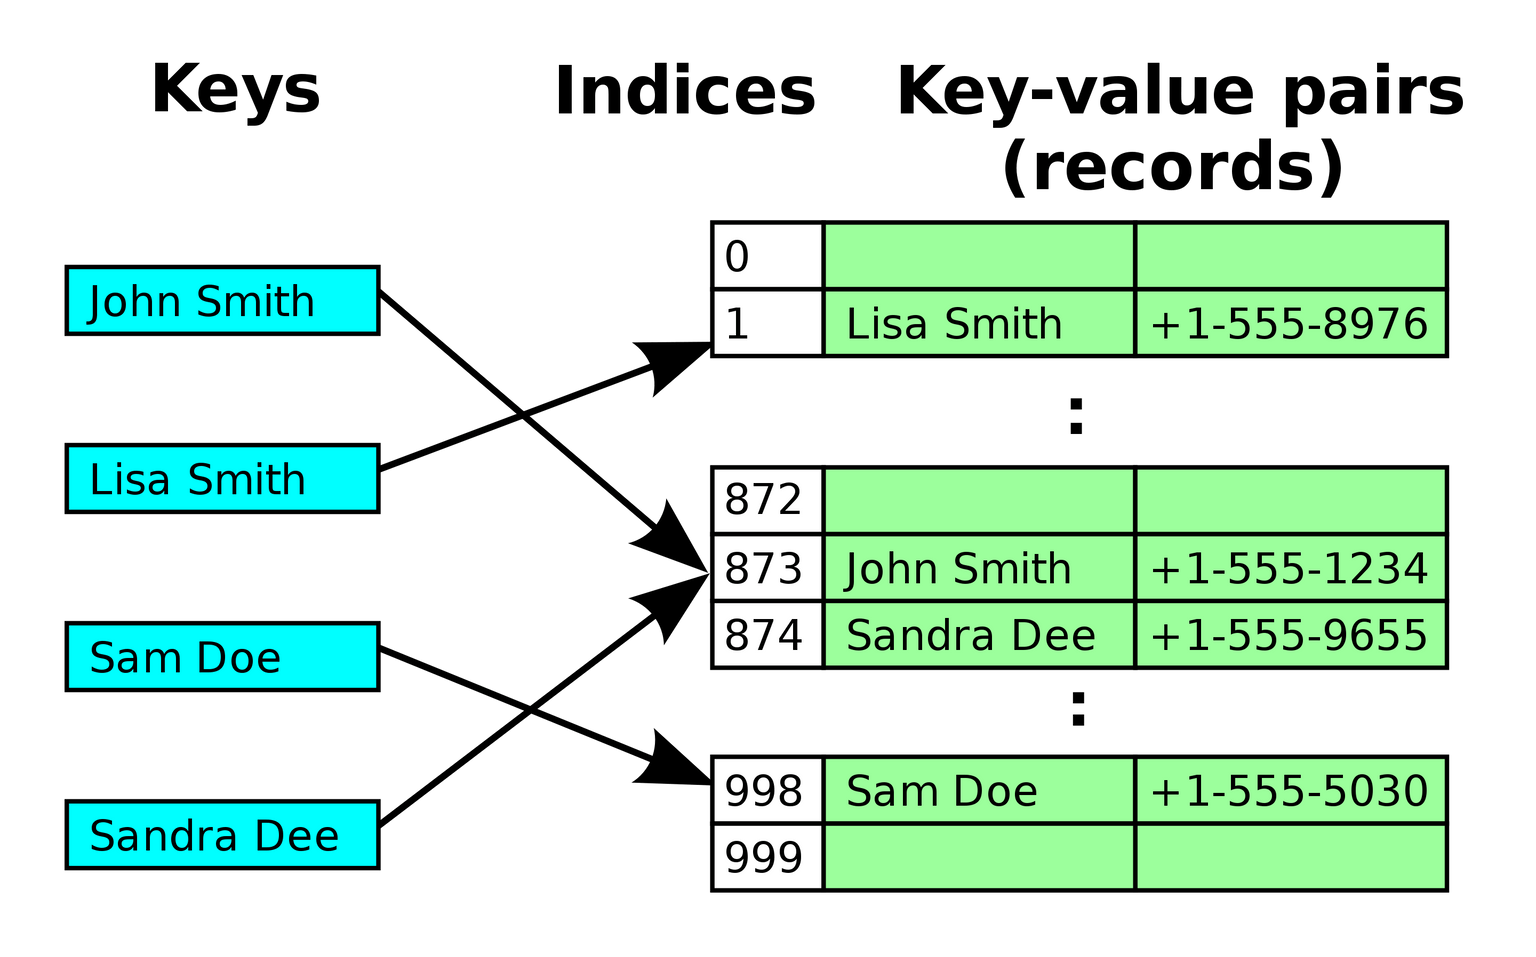 Keys
Indices
Key-value pairs
(records)
John Smith
Lisa Smith
Sam Doe
Sandra Dee
0
1 Lisa Smith +1-555-8976
:
872
873 John Smith +1-555-1234
874 Sandra Dee +1-555-9655
:
998 Sam Doe +1-555-5030
999